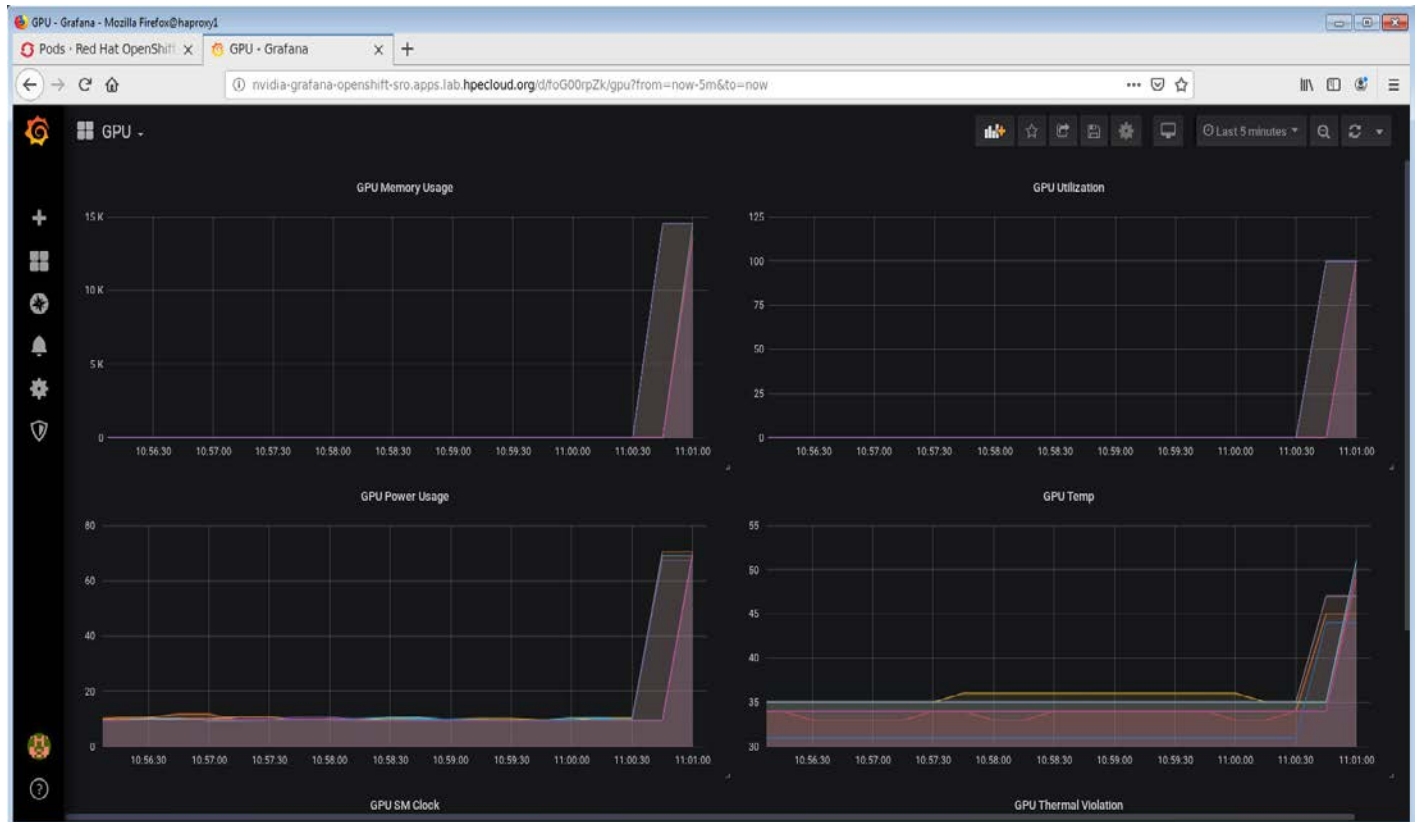 GPU - Grafana - Mozilla Firefox@haproxy1
Pods · Red Hat OpenShift
GPU - Grafana
nvidia-grafana-openshift-sro.apps.lab.hpecloud.org/d/foG00rpZk/gpu?from=now-5m&to=now
GPU
Last 5 minutes
GPU Memory Usage
15 K
10 K
5 K
0
10:56:30 10:57:00 10:57:30 10:58:00 10:58:30 10:59:00 10:59:30 11:00:00 11:00:30 11:01:00
GPU Utilization
125
100
75
50
25
0
10:56:30 10:57:00 10:57:30 10:58:00 10:58:30 10:59:00 10:59:30 11:00:00 11:00:30 11:01:00
GPU Power Usage
80
60
40
20
0
10:56:30 10:57:00 10:57:30 10:58:00 10:58:30 10:59:00 10:59:30 11:00:00 11:00:30 11:01:00
GPU Temp
55
50
45
40
35
30
10:56:30 10:57:00 10:57:30 10:58:00 10:58:30 10:59:00 10:59:30 11:00:00 11:00:30 11:01:00
GPU SM Clock
GPU Thermal Violation